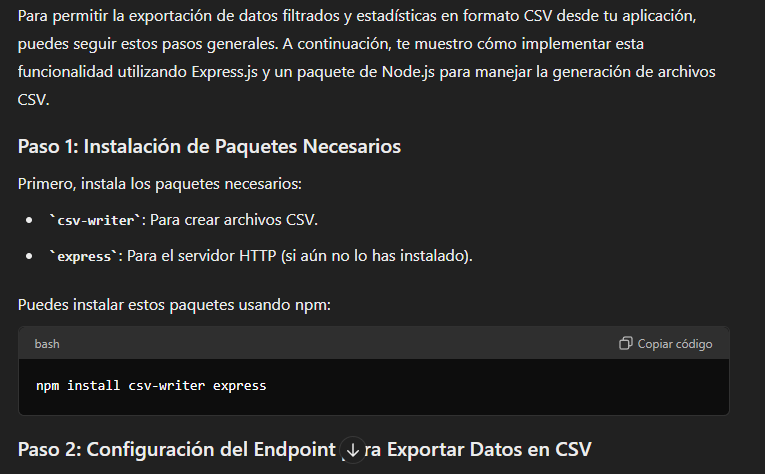 Para permitir la exportación de datos filtrados y estadísticas en formato CSV desde tu aplicación,
puedes seguir estos pasos generales. A continuación, te muestro cómo implementar esta
funcionalidad utilizando Express.js y un paquete de Node.js para manejar la generación de archivos
CSV.
Paso 1: Instalación de Paquetes Necesarios
Primero, instala los paquetes necesarios:
• `csv-writer`: Para crear archivos CSV.
• `express`: Para el servidor HTTP (si aún no lo has instalado).
Puedes instalar estos paquetes usando npm:
bash Copiar código
npm install csv-writer express
Paso 2: Configuración del Endpoint para Exportar Datos en CSV